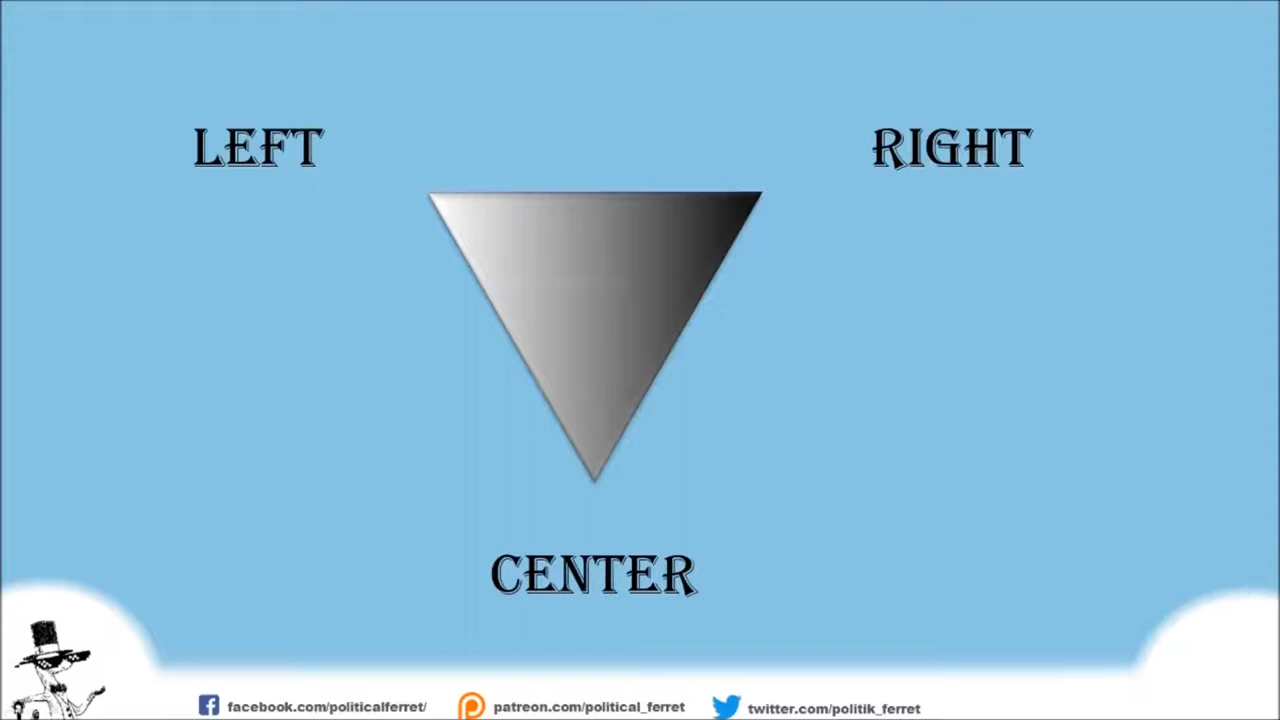 LEFT
RIGHT
CENTER
facebook.com/politicalferret/
patreon.com/political_ferret
twitter.com/politik_ferret